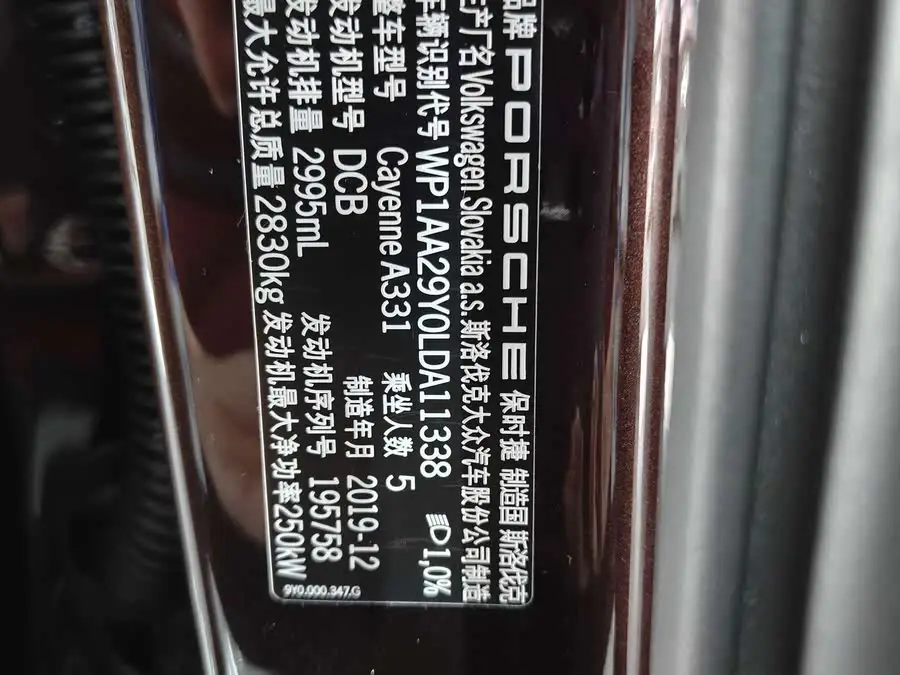 品牌 PORSCHE 保时捷 制造国 斯洛伐克
生产厂名 Volkswagen Slovakia a.s.斯洛伐克大众汽车股份公司制造
车辆识别代号 WP1AA29Y0LDA11338 1,0%
整车型号 Cayenne A331 乘坐人数 5
发动机型号 DCB 制造年月 2019-12
发动机排量 2995mL 发动机序列号 195758
最大允许总质量 2830kg 发动机最大净功率250kW
9Y0.000.347.G